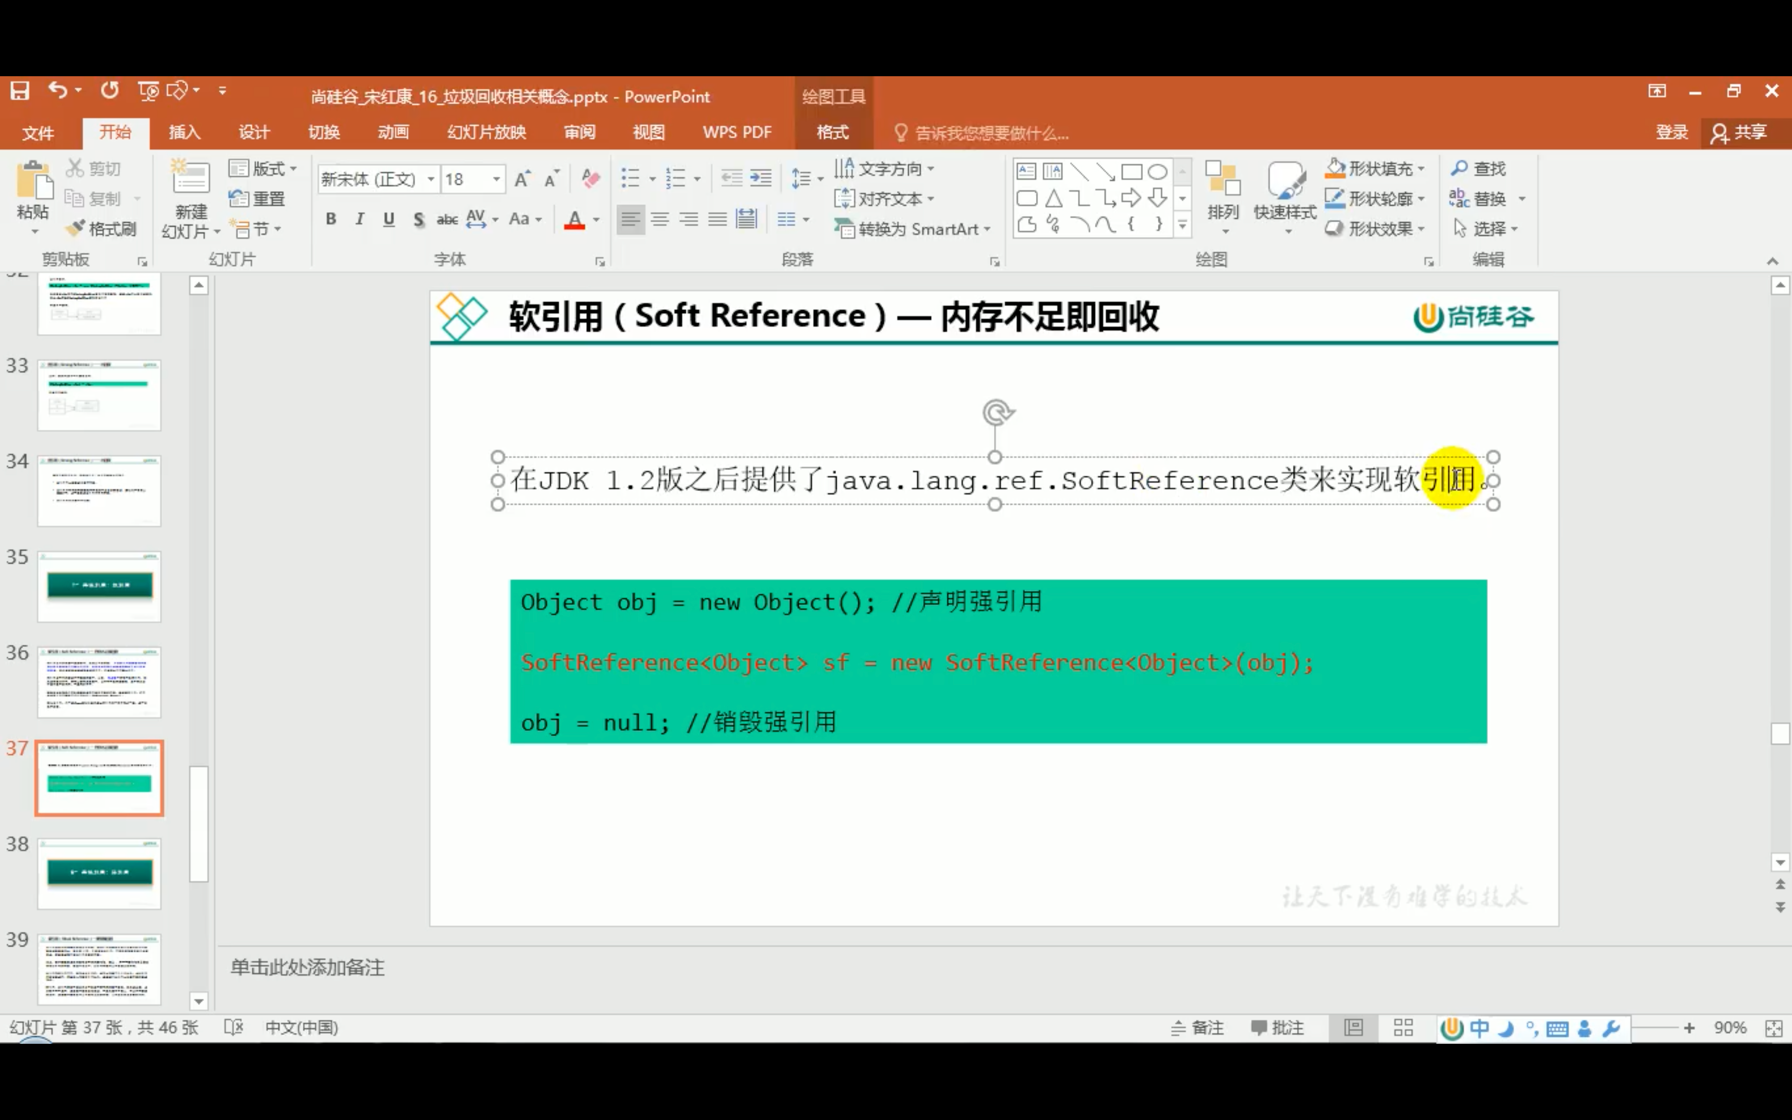 尚硅谷_宋红康_16_垃圾回收相关概念.pptx - PowerPoint
绘图工具
文件 开始 插入 设计 切换 动画 幻灯片放映 审阅 视图 WPS PDF 格式 告诉我您想要做什么... 登录 共享
粘贴
剪切
复制
格式刷
剪贴板
新建
幻灯片
版式
重置
节
幻灯片
新宋体 (正文) 18
B I U S abc AV Aa A
字体
文字方向
对齐文本
转换为 SmartArt
段落
排列
快速样式
形状填充
形状轮廓
形状效果
绘图
查找
替换
选择
编辑
33
34
35
36
37
38
39
软引用（Soft Reference）— 内存不足即回收
尚硅谷
在JDK 1.2版之后提供了java.lang.ref.SoftReference类来实现软引用。
Object obj = new Object(); //声明强引用
SoftReference<Object> sf = new SoftReference<Object>(obj);
obj = null; //销毁强引用
让天下没有难学的技术
单击此处添加备注
幻灯片 第 37 张，共 46 张 中文(中国) 备注 批注 中 90%